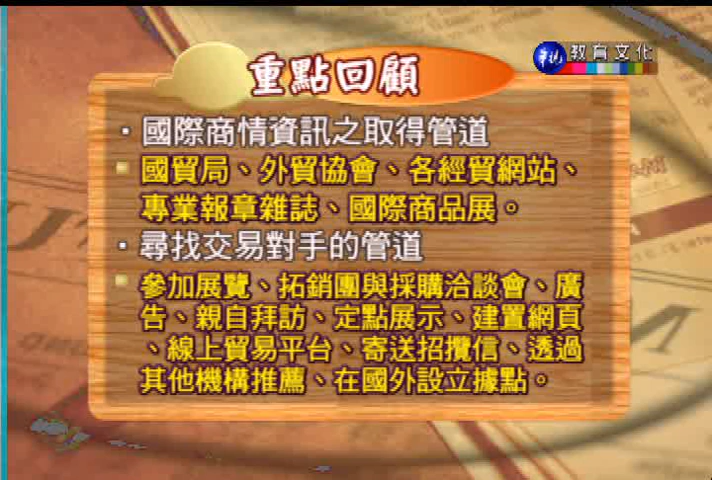 重點回顧
華視 教育文化
・國際商情資訊之取得管道
國貿局、外貿協會、各經貿網站、
專業報章雜誌、國際商品展。
・尋找交易對手的管道
參加展覽、拓銷團與採購洽談會、廣
告、親自拜訪、定點展示、建置網頁
、線上貿易平台、寄送招攬信、透過
其他機構推薦、在國外設立據點。